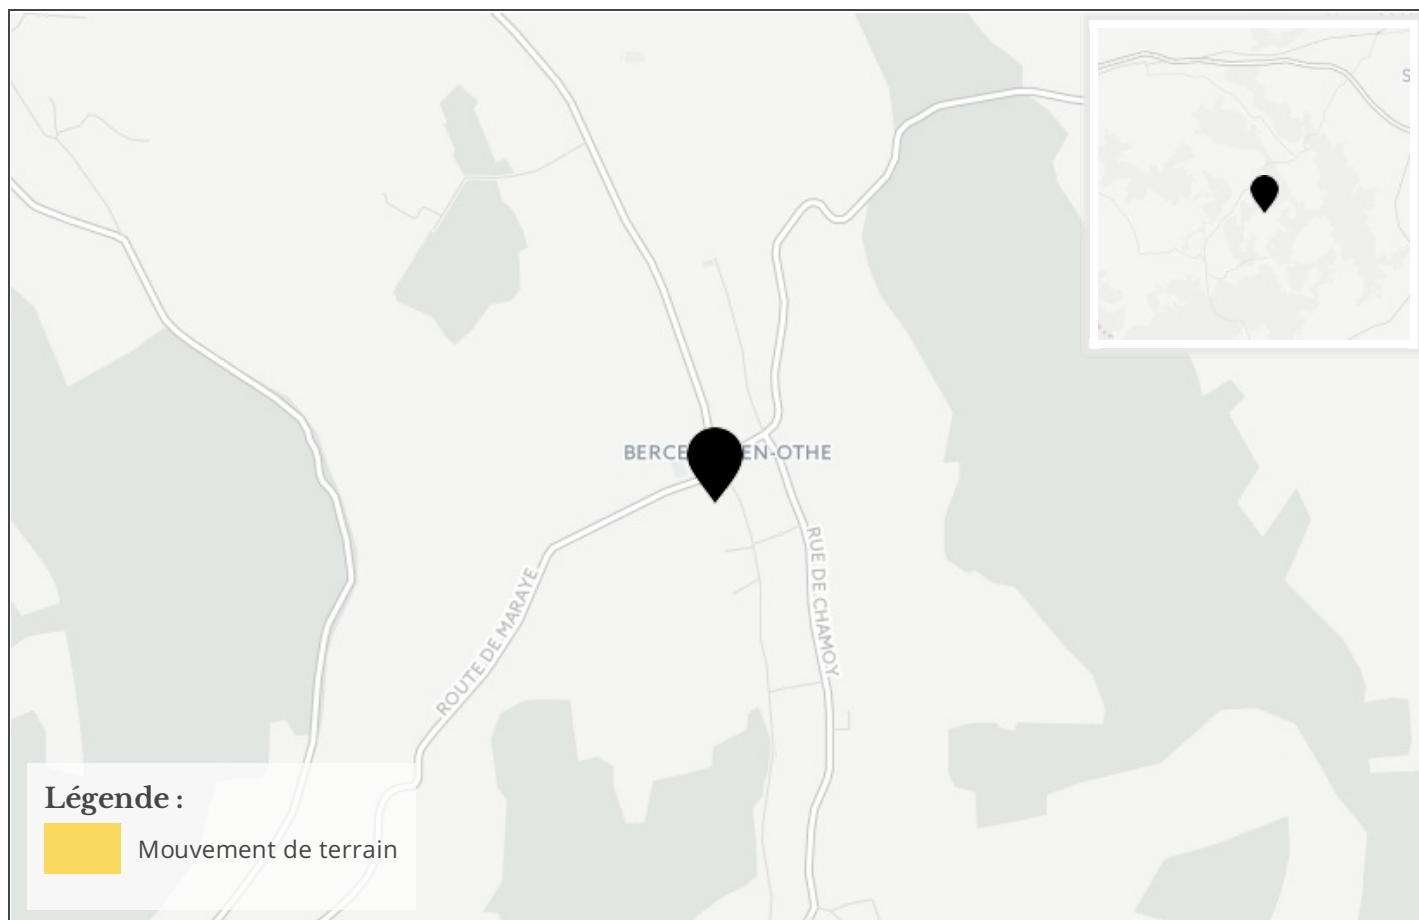 S
BERCE EN-OTHE
RUE DE CHAMOY
ROUTE DE MARAYE
Légende :
Mouvement de terrain